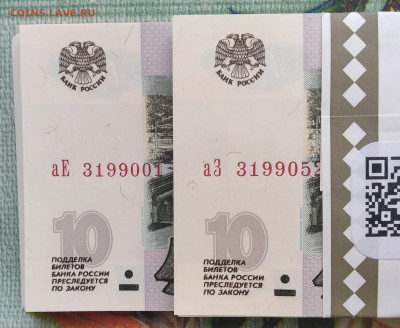 COINS.LAVE.RU
БАНК РОССИИ
аЕ 3199001
10
ПОДДЕЛКА
БИЛЕТОВ
БАНКА РОССИИ
ПРЕСЛЕДУЕТСЯ
ПО ЗАКОНУ
БАНК РОССИИ
аЗ 3199052
10
ПОДДЕЛКА
БИЛЕТОВ
БАНКА РОССИИ
ПРЕСЛЕДУЕТСЯ
ПО ЗАКОНУ